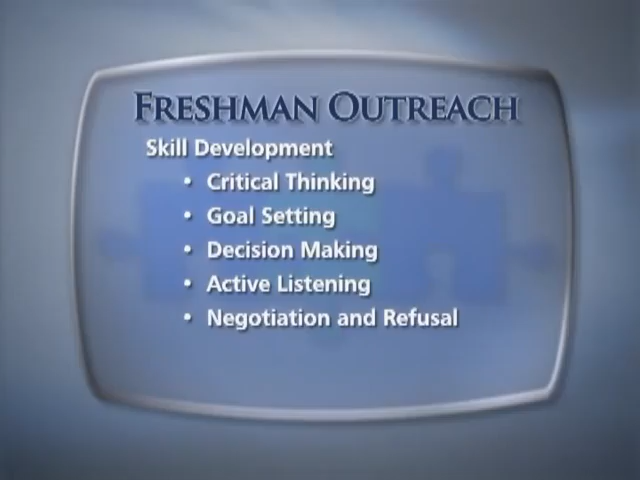 FRESHMAN OUTREACH
Skill Development
• Critical Thinking
• Goal Setting
• Decision Making
• Active Listening
• Negotiation and Refusal